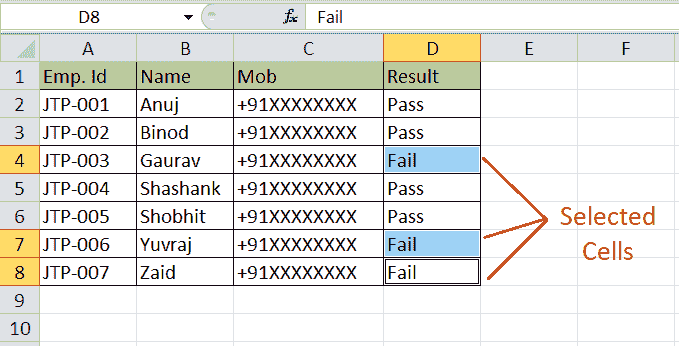 D8 fx Fail
A B C D E F
1 Emp. Id Name Mob Result
2 JTP-001 Anuj +91XXXXXXXX Pass
3 JTP-002 Binod +91XXXXXXXX Pass
4 JTP-003 Gaurav +91XXXXXXXX Fail
5 JTP-004 Shashank +91XXXXXXXX Pass
6 JTP-005 Shobhit +91XXXXXXXX Pass
7 JTP-006 Yuvraj +91XXXXXXXX Fail
8 JTP-007 Zaid +91XXXXXXXX Fail
9
10
Selected
Cells